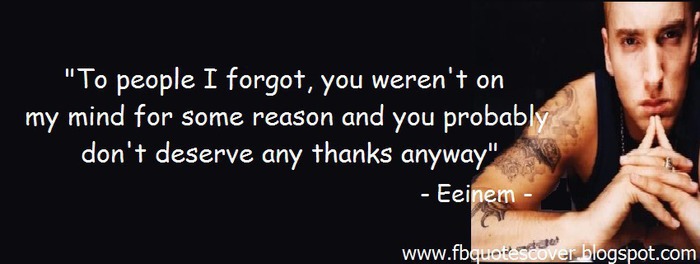 "To people I forgot, you weren't on
my mind for some reason and you probably
don't deserve any thanks anyway"
- Eeinem -
www.fbquotescover.blogspot.com